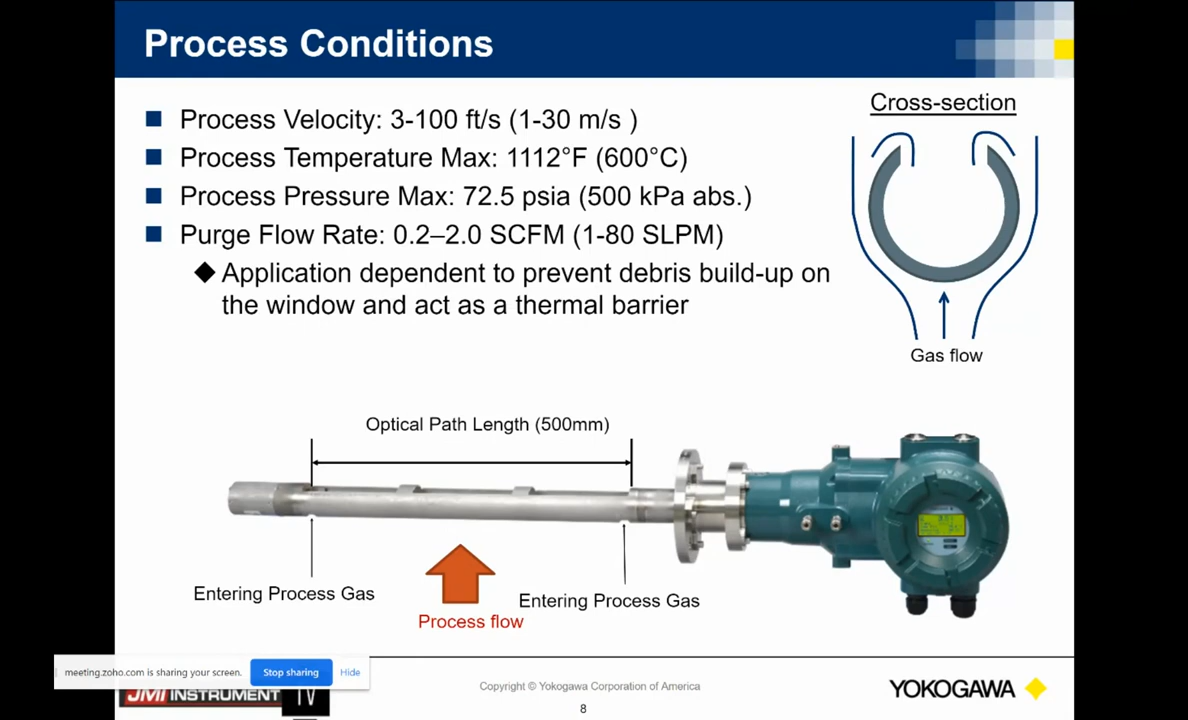 Process Conditions
Process Velocity: 3-100 ft/s (1-30 m/s )
Process Temperature Max: 1112°F (600°C)
Process Pressure Max: 72.5 psia (500 kPa abs.)
Purge Flow Rate: 0.2–2.0 SCFM (1-80 SLPM)
Application dependent to prevent debris build-up on
the window and act as a thermal barrier
Cross-section
Gas flow
Optical Path Length (500mm)
Entering Process Gas
Process flow
Entering Process Gas
meeting.zoho.com is sharing your screen.
Stop sharing
Hide
JMI INSTRUMENT
TV
Copyright © Yokogawa Corporation of America
8
YOKOGAWA